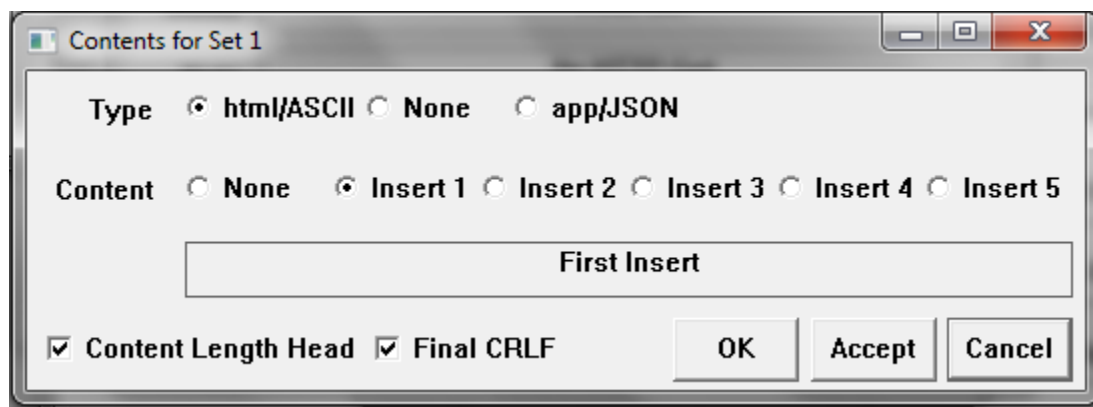 Contents for Set 1
Type html/ASCII None app/JSON
Content None Insert 1 Insert 2 Insert 3 Insert 4 Insert 5
First Insert
Content Length Head Final CRLF OK Accept Cancel